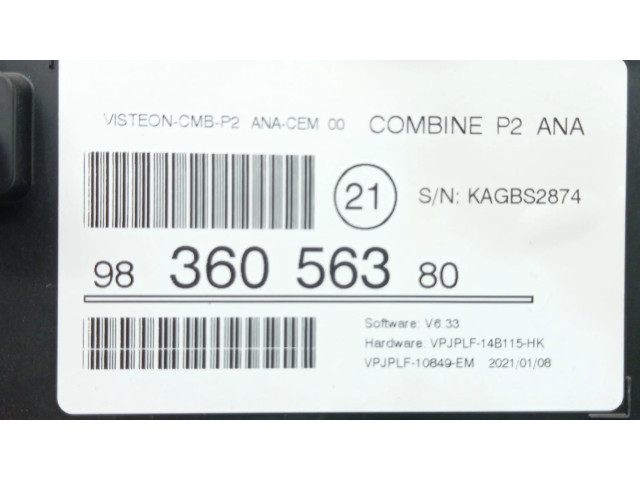 VISTEON-CMB-P2 ANA-CEM 00 COMBINE P2 ANA
21 S/N: KAGBS2874
98 360 563 80
Software: V6.33
Hardware: VPJPLF-14B115-HK
VPJPLF-10849-EM 2021/01/08